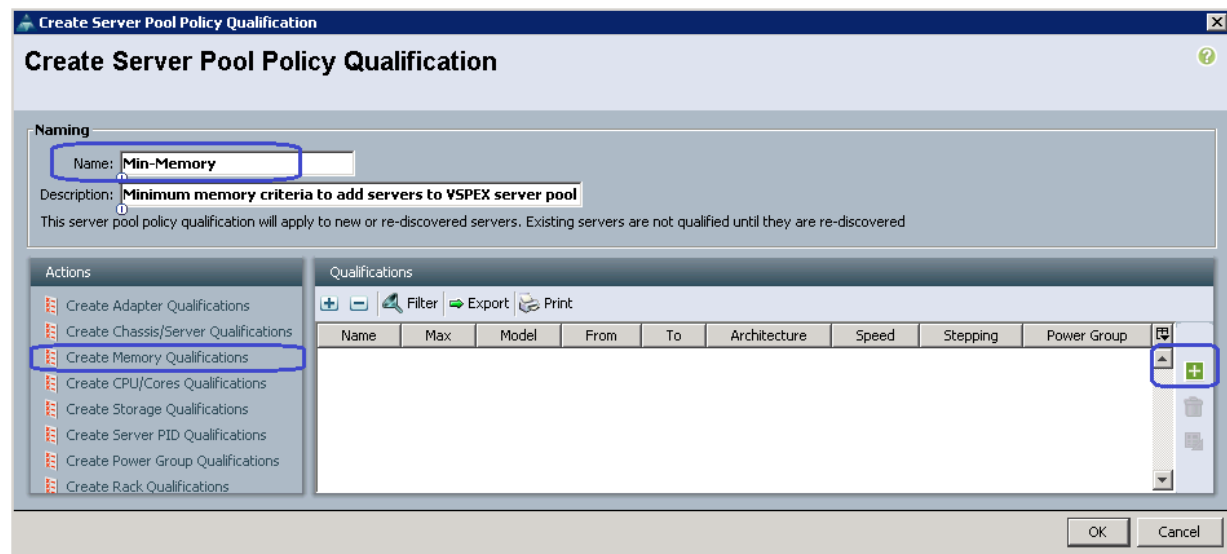 Create Server Pool Policy Qualification
Create Server Pool Policy Qualification
Naming
Name: Min-Memory
Description: Minimum memory criteria to add servers to VSPEX server pool
This server pool policy qualification will apply to new or re-discovered servers. Existing servers are not qualified until they are re-discovered
Actions
Create Adapter Qualifications
Create Chassis/Server Qualifications
Create Memory Qualifications
Create CPU/Cores Qualifications
Create Storage Qualifications
Create Server PID Qualifications
Create Power Group Qualifications
Create Rack Qualifications
Qualifications
Filter Export Print
Name Max Model From To Architecture Speed Stepping Power Group
OK Cancel